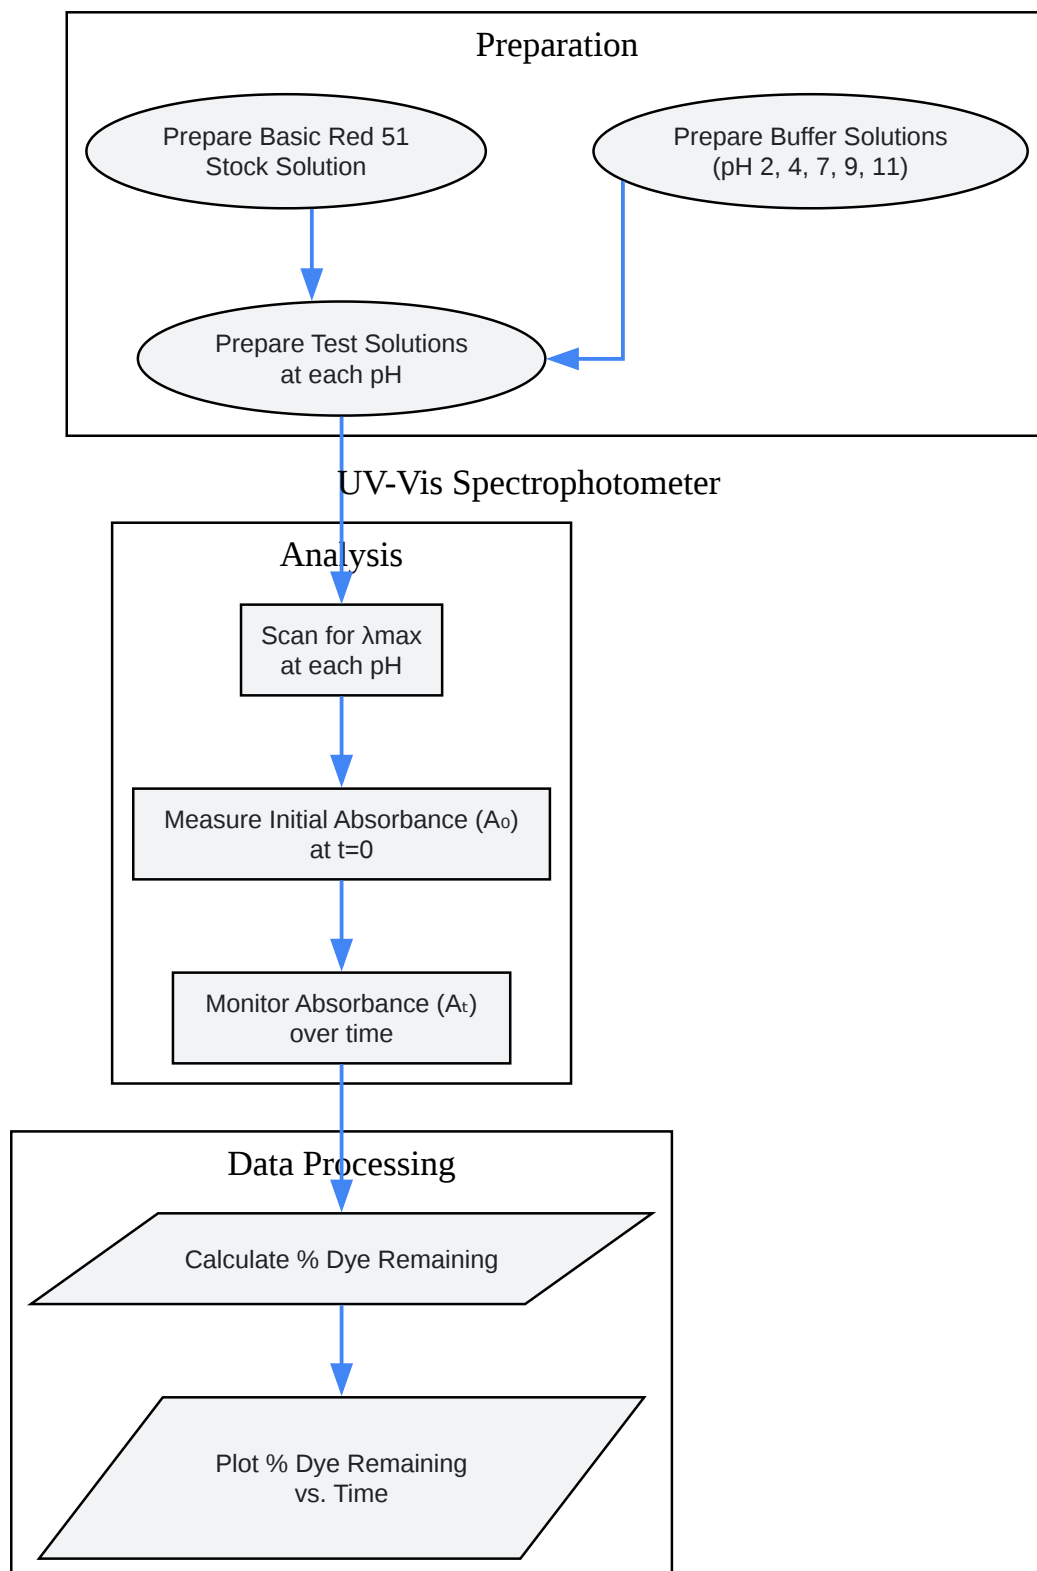 Preparation
Prepare Basic Red 51
Stock Solution
Prepare Buffer Solutions
(pH 2, 4, 7, 9, 11)
Prepare Test Solutions
at each pH
UV-Vis Spectrophotometer
Analysis
Scan for λmax
at each pH
Measure Initial Absorbance (A₀)
at t=0
Monitor Absorbance (Aₜ)
over time
Data Processing
Calculate % Dye Remaining
Plot % Dye Remaining
vs. Time